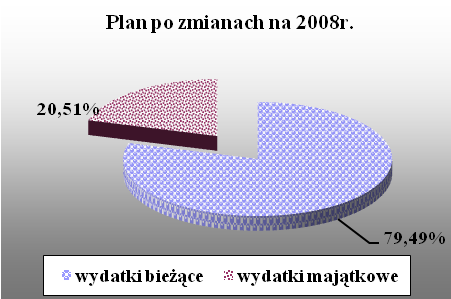 Plan po zmianach na 2008r.
20,51%
79,49%
wydatki bieżące
wydatki majątkowe